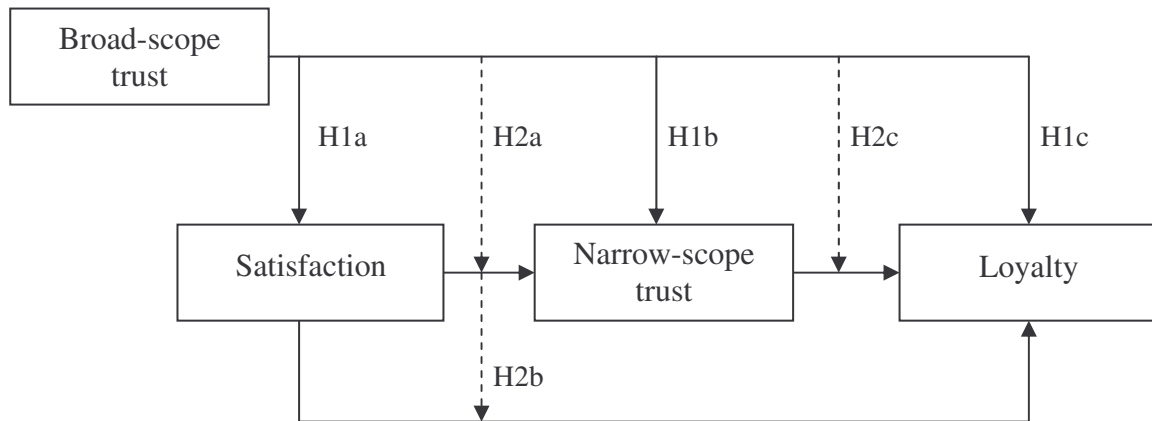 Broad-scope
trust
H1a
H2a
H1b
H2c
H1c
Satisfaction
Narrow-scope
trust
Loyalty
H2b